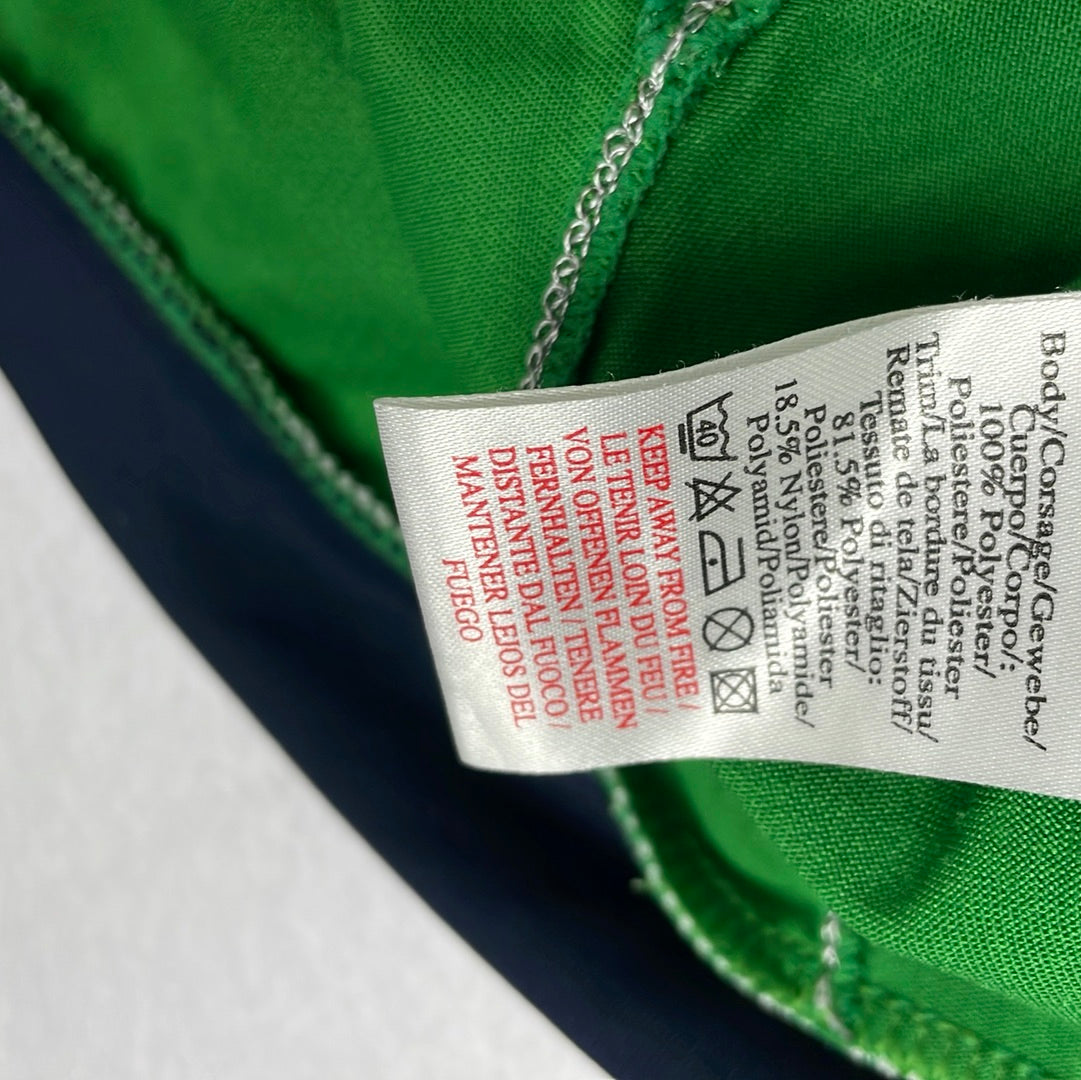 Body/Corsage/Gewebe/
Cuerpo/Corpo/:
100% Polyester/
Poliestere/Poliester
Trim/La bordure du tissu/
Remate de tela/Zierstoff/
Tessuto di ritaglio:
81.5% Polyester/
Poliestere/Poliester
18.5% Nylon/Polyamide/
Polyamid/Poliamida
40
KEEP AWAY FROM FIRE /
LE TENIR LOIN DU FEU /
VON OFFENEN FLAMMEN
FERNHALTEN / TENERE
DISTANTE DAL FUOCO /
MANTENER LEJOS DEL
FUEGO